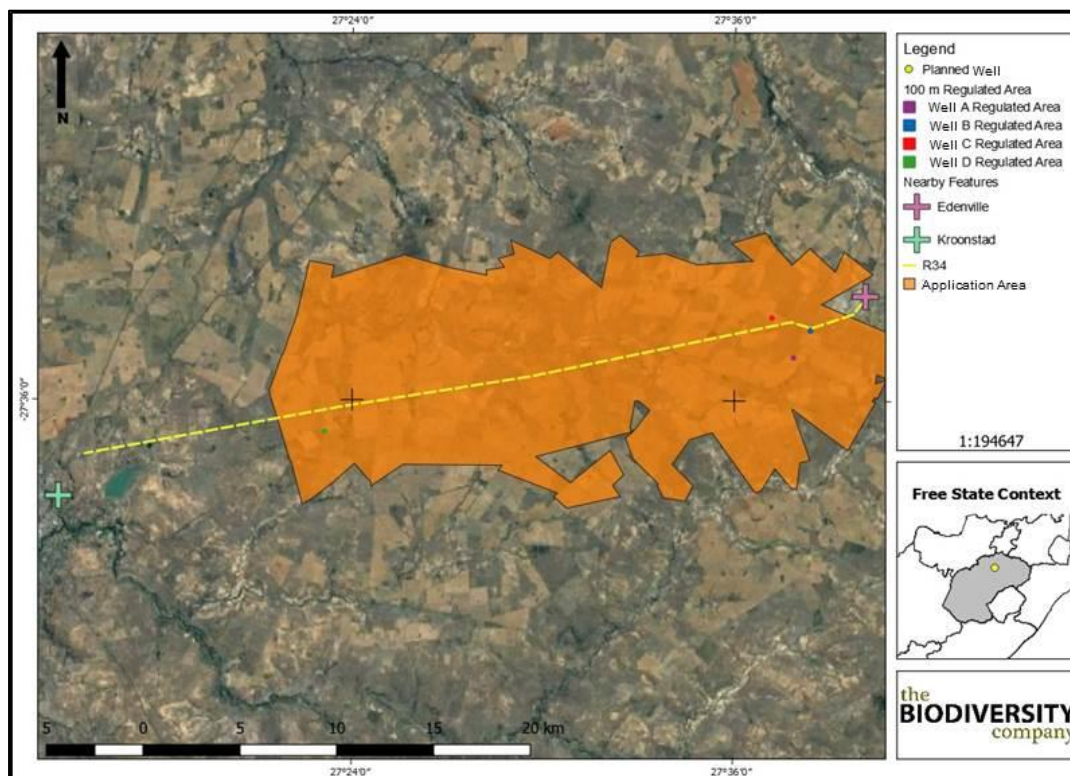 27°24'0"
27°36'0"
N
-27°36'0"
5 0 5 10 15 20 km
27°24'0"
27°36'0"
Legend
Planned Well
100 m Regulated Area
Well A Regulated Area
Well B Regulated Area
Well C Regulated Area
Well D Regulated Area
Nearby Features
Edenville
Kroonstad
R34
Application Area
1:194647
Free State Context
the
BIODIVERSITY
company